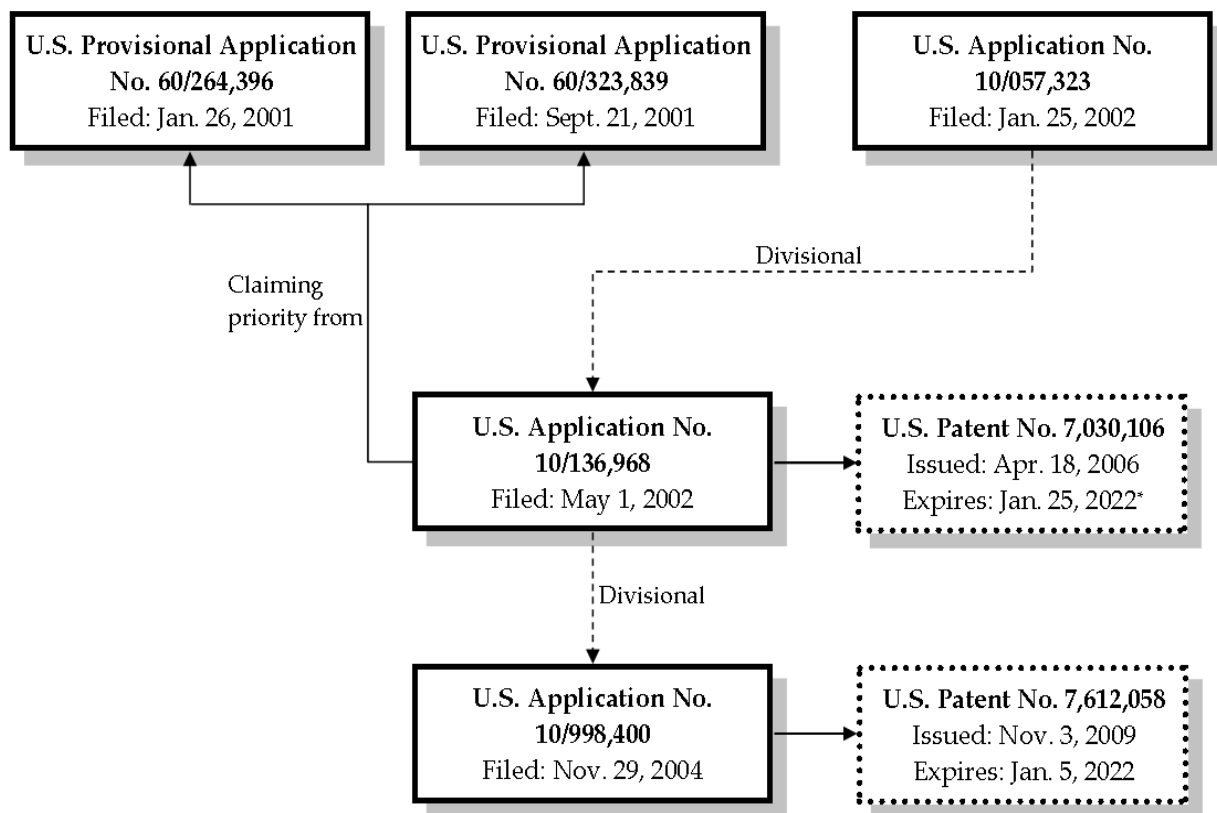 U.S. Provisional Application
No. 60/264,396
Filed: Jan. 26, 2001
U.S. Provisional Application
No. 60/323,839
Filed: Sept. 21, 2001
U.S. Application No.
10/057,323
Filed: Jan. 25, 2002
Divisional
Claiming
priority from
U.S. Application No.
10/136,968
Filed: May 1, 2002
U.S. Patent No. 7,030,106
Issued: Apr. 18, 2006
Expires: Jan. 25, 2022*
Divisional
U.S. Application No.
10/998,400
Filed: Nov. 29, 2004
U.S. Patent No. 7,612,058
Issued: Nov. 3, 2009
Expires: Jan. 5, 2022